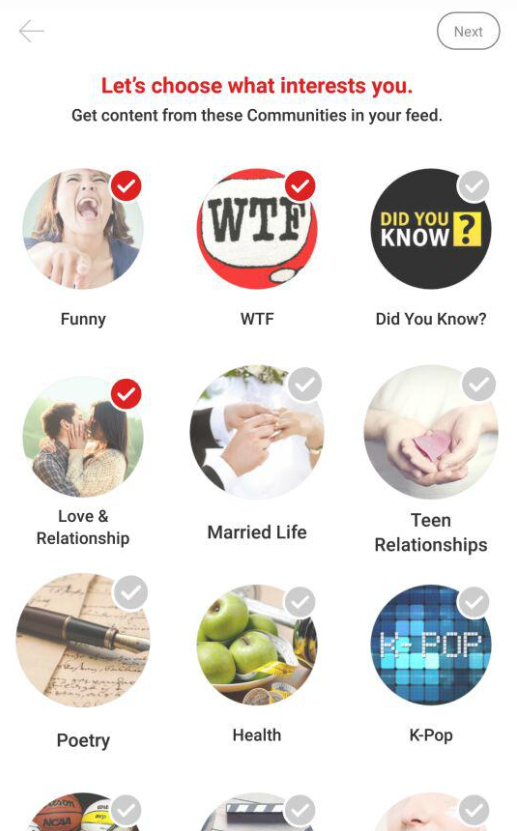 Next
Let's choose what interests you.
Get content from these Communities in your feed.
WTF
DID YOU
KNOW ?
Funny
WTF
Did You Know?
Love &
Relationship
Married Life
Teen
Relationships
K-POP
Poetry
Health
K-Pop
NCAA